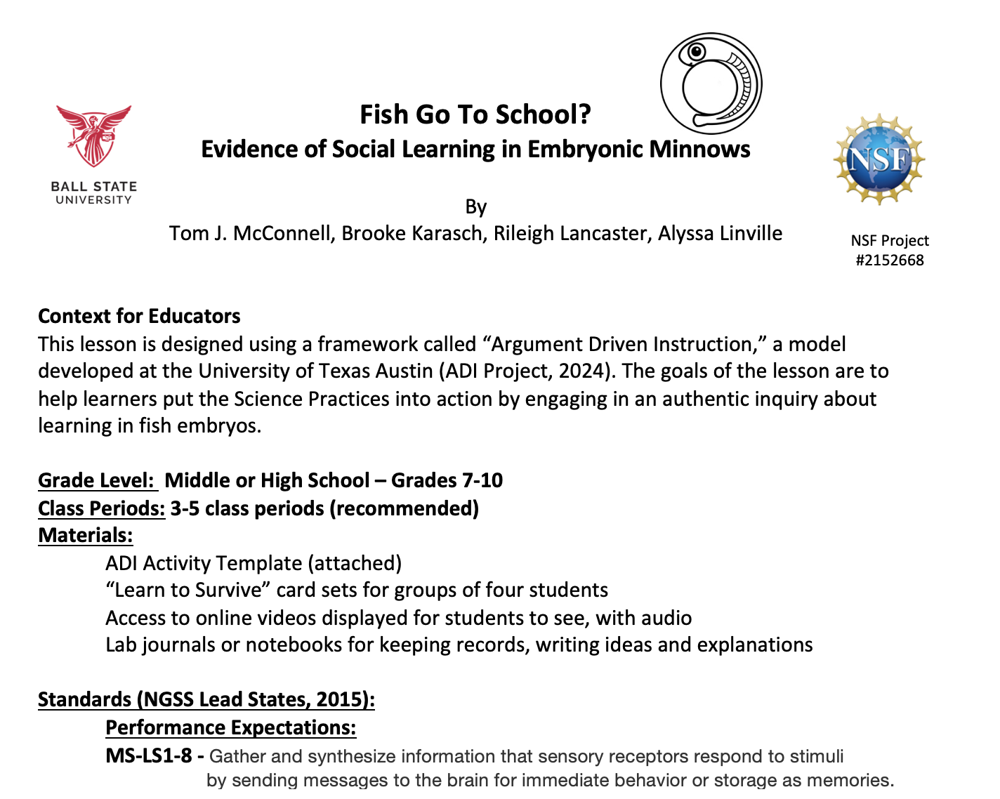 Fish Go To School?
Evidence of Social Learning in Embryonic Minnows
BALL STATE
UNIVERSITY
NSF
By
Tom J. McConnell, Brooke Karasch, Rileigh Lancaster, Alyssa Linville
NSF Project
#2152668
Context for Educators
This lesson is designed using a framework called “Argument Driven Instruction,” a model
developed at the University of Texas Austin (ADI Project, 2024). The goals of the lesson are to
help learners put the Science Practices into action by engaging in an authentic inquiry about
learning in fish embryos.
Grade Level: Middle or High School – Grades 7-10
Class Periods: 3-5 class periods (recommended)
Materials:
ADI Activity Template (attached)
“Learn to Survive” card sets for groups of four students
Access to online videos displayed for students to see, with audio
Lab journals or notebooks for keeping records, writing ideas and explanations
Standards (NGSS Lead States, 2015):
Performance Expectations:
MS-LS1-8 - Gather and synthesize information that sensory receptors respond to stimuli
by sending messages to the brain for immediate behavior or storage as memories.